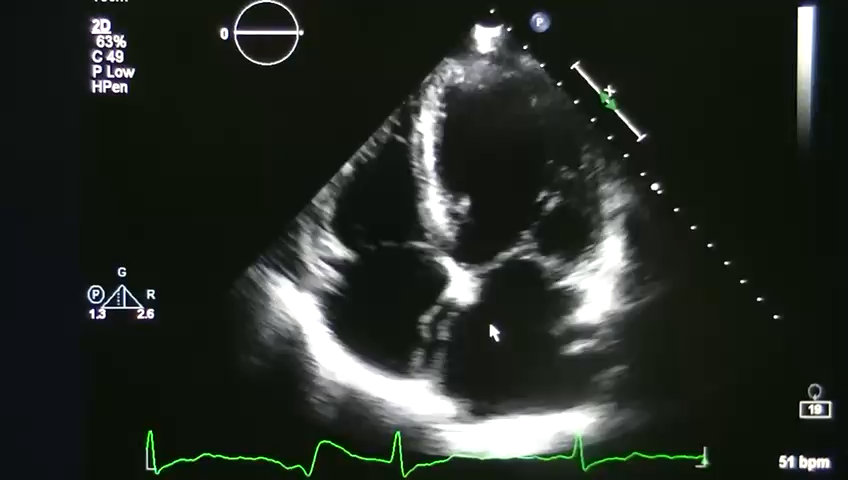 P
0
2D
63%
C 49
P Low
HPen
G
P R
1.3 2.6
19
51 bpm